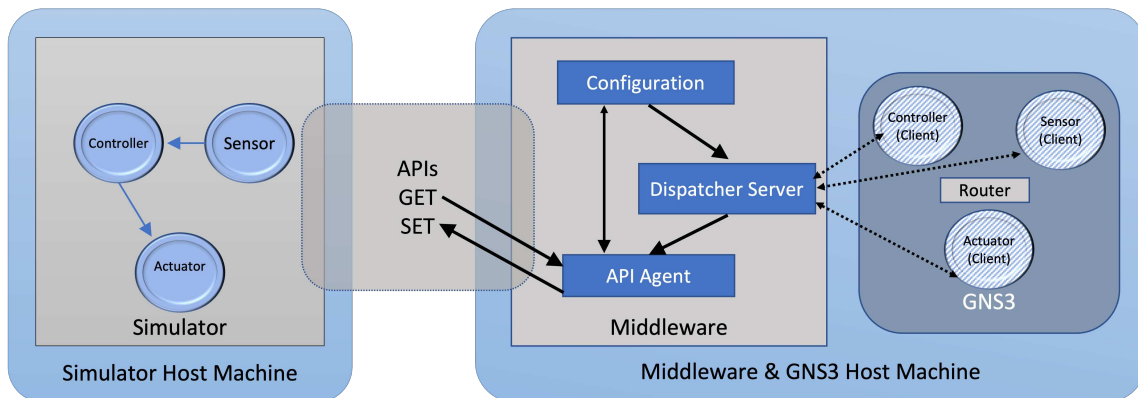 Controller
Sensor
Actuator
Simulator
Simulator Host Machine
APIs
GET
SET
Configuration
Dispatcher Server
API Agent
Middleware
Controller
(Client)
Sensor
(Client)
Router
Actuator
(Client)
GNS3
Middleware & GNS3 Host Machine